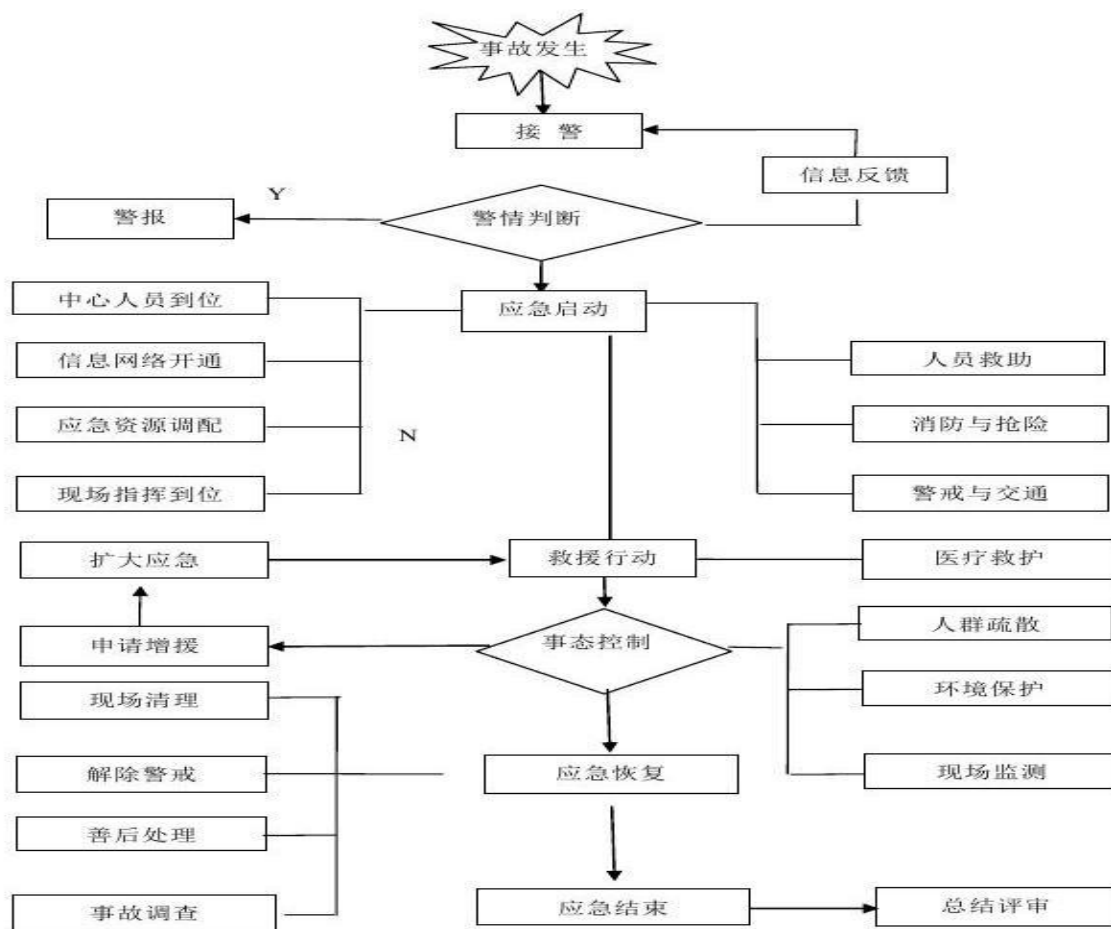 事故发生
接 警
信息反馈
Y
警报
警情判断
中心人员到位
应急启动
信息网络开通
人员救助
应急资源调配
N
消防与抢险
现场指挥到位
警戒与交通
扩大应急
救援行动
医疗救护
申请增援
事态控制
人群疏散
现场清理
环境保护
解除警戒
应急恢复
现场监测
善后处理
事故调查
应急结束
总结评审